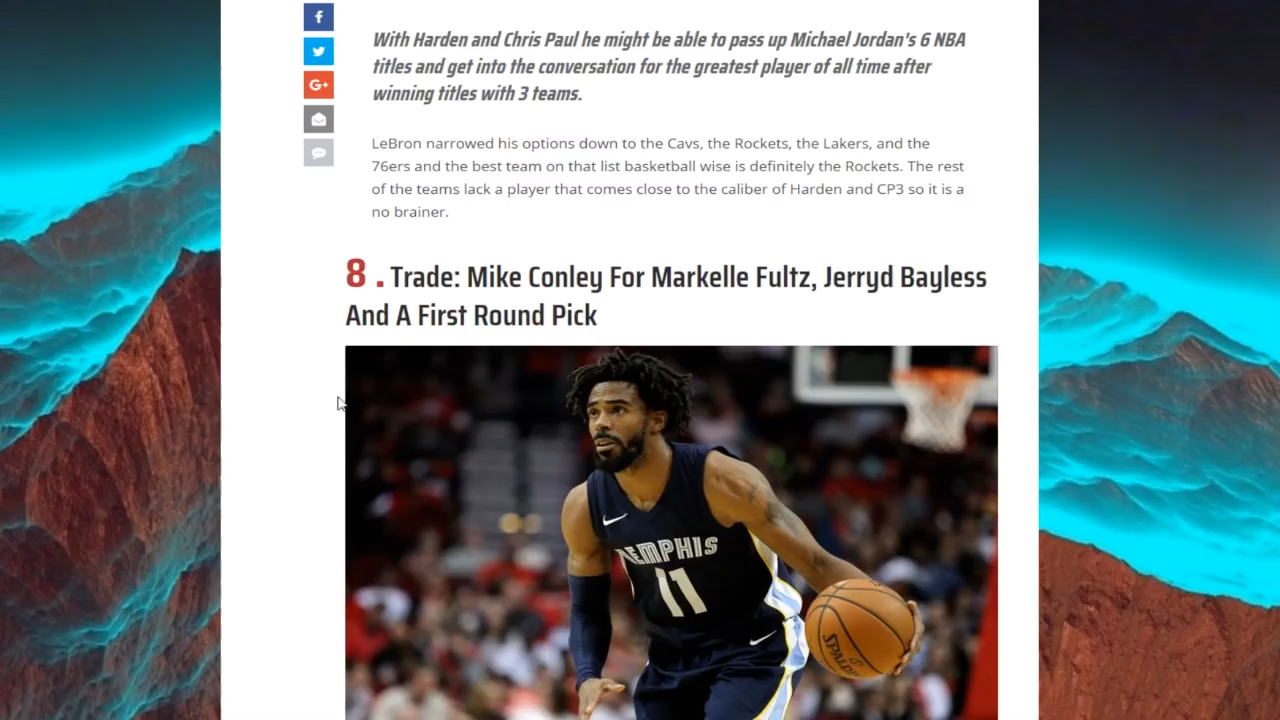 With Harden and Chris Paul he might be able to pass up Michael Jordan's 6 NBA
titles and get into the conversation for the greatest player of all time after
winning titles with 3 teams.
LeBron narrowed his options down to the Cavs, the Rockets, the Lakers, and the
76ers and the best team on that list basketball wise is definitely the Rockets. The rest
of the teams lack a player that comes close to the caliber of Harden and CP3 so it is a
no brainer.
8 . Trade: Mike Conley For Markelle Fultz, Jerryd Bayless
And A First Round Pick
MEMPHIS
11
SPALDING